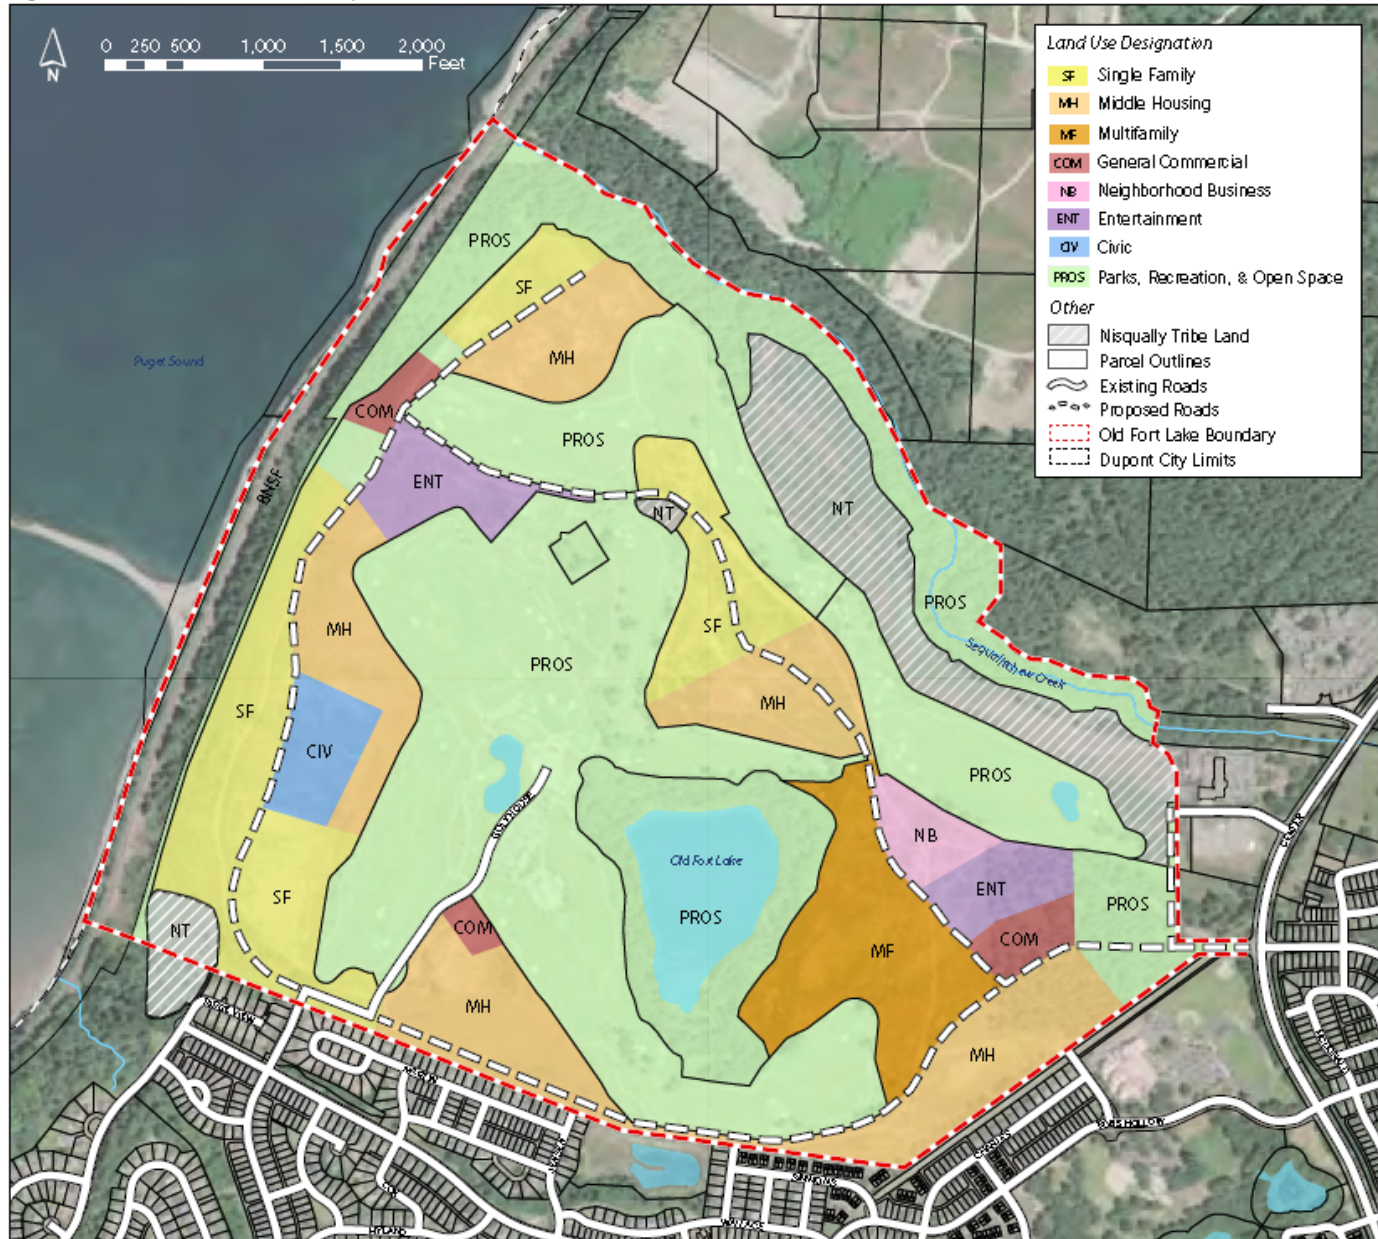 0 250 500 1,000 1,500 2,000
Feet
N
Land Use Designation
SF Single Family
MH Middle Housing
MF Multifamily
COM General Commercial
NB Neighborhood Business
ENT Entertainment
CIV Civic
PROS Parks, Recreation, & Open Space
Other
Nisqually Tribe Land
Parcel Outlines
Existing Roads
Proposed Roads
Old Fort Lake Boundary
Dupont City Limits
PROS
SF
MH
Puget Sound
COM
PROS
ENT
BNSF
NT
NT
PROS
MH
SF
PROS
Sequalitchew Creek
MH
SF
CIV
PROS
NB
CENTER
Old Fort Lake
ENT
SF
PROS
PROS
COM
NT
COM
MF
MH
MH
HYLAND
WALLACE